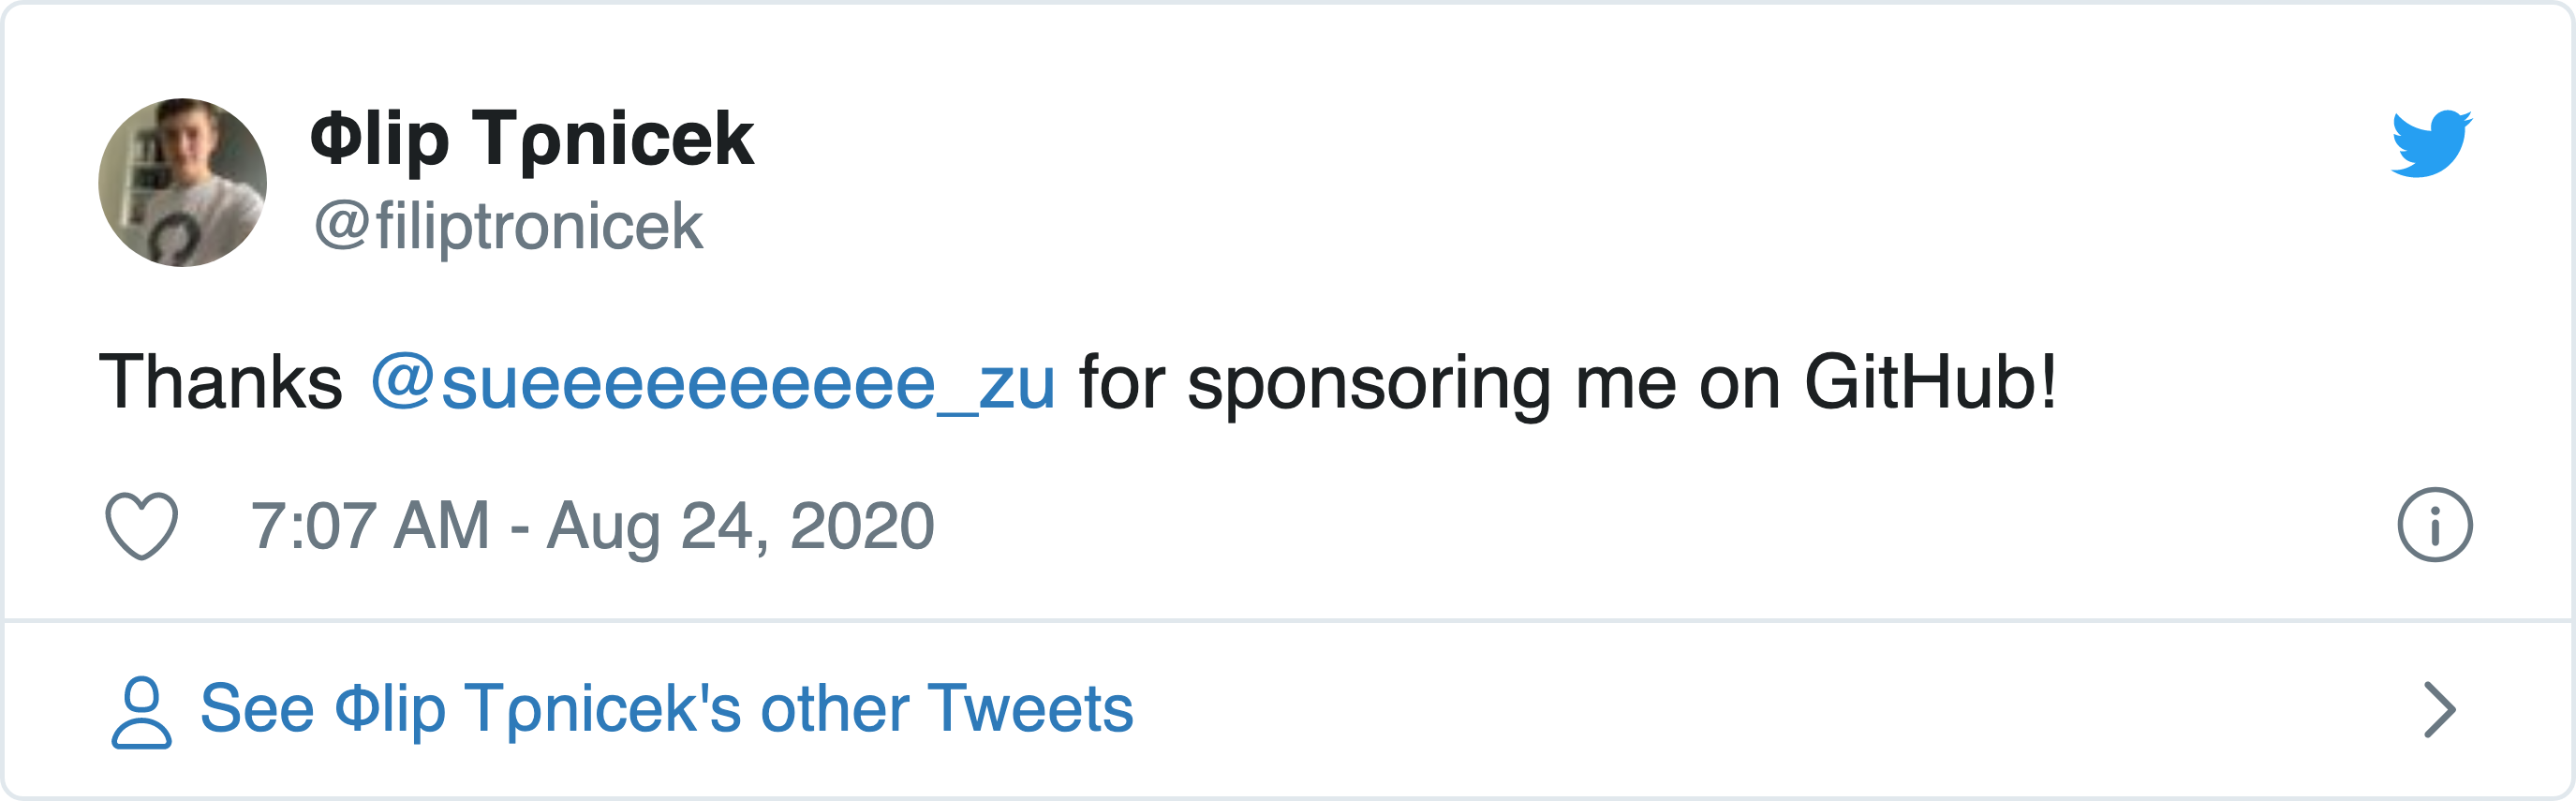 Φlip Tρnicek
@filiptronicek
Thanks @sueeeeeeeeee_zu for sponsoring me on GitHub!
7:07 AM - Aug 24, 2020
See Φlip Tρnicek's other Tweets